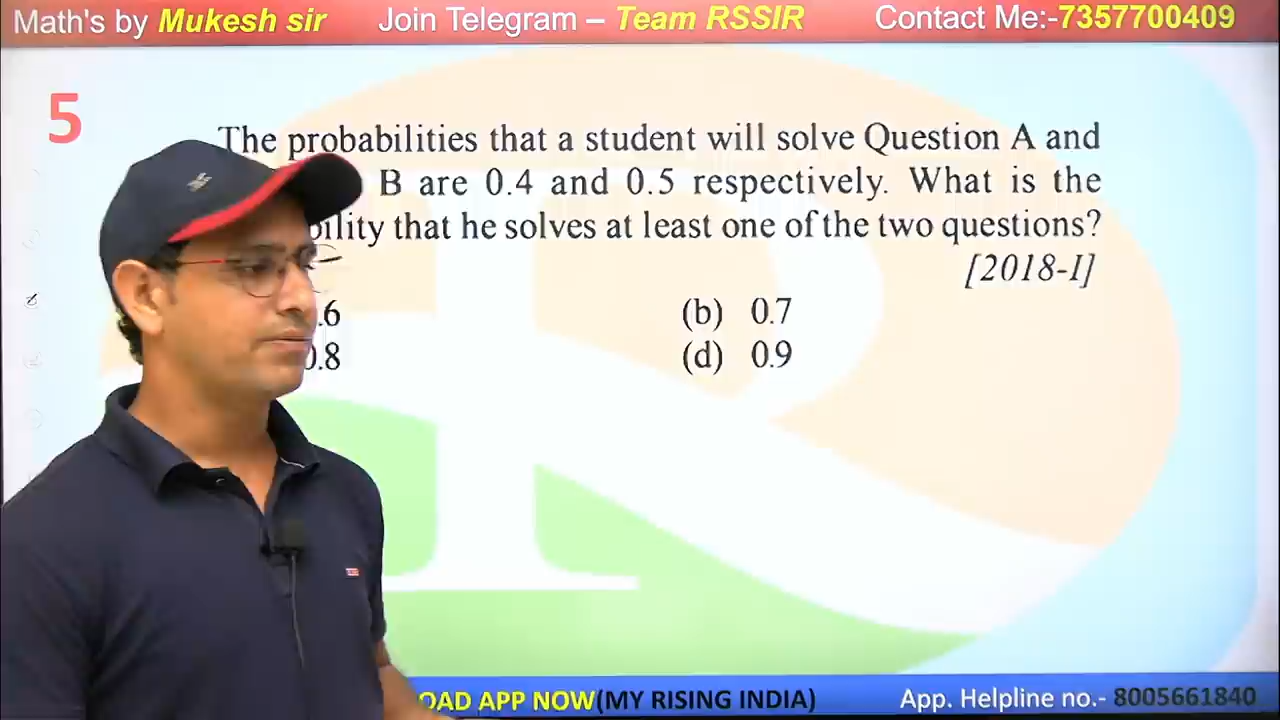 Math's by Mukesh sir Join Telegram – Team RSSIR Contact Me:-7357700409
5
The probabilities that a student will solve Question A and
B are 0.4 and 0.5 respectively. What is the
bility that he solves at least one of the two questions?
[2018-I]
.6 (b) 0.7
0.8 (d) 0.9
OAD APP NOW(MY RISING INDIA) App. Helpline no.- 8005661840